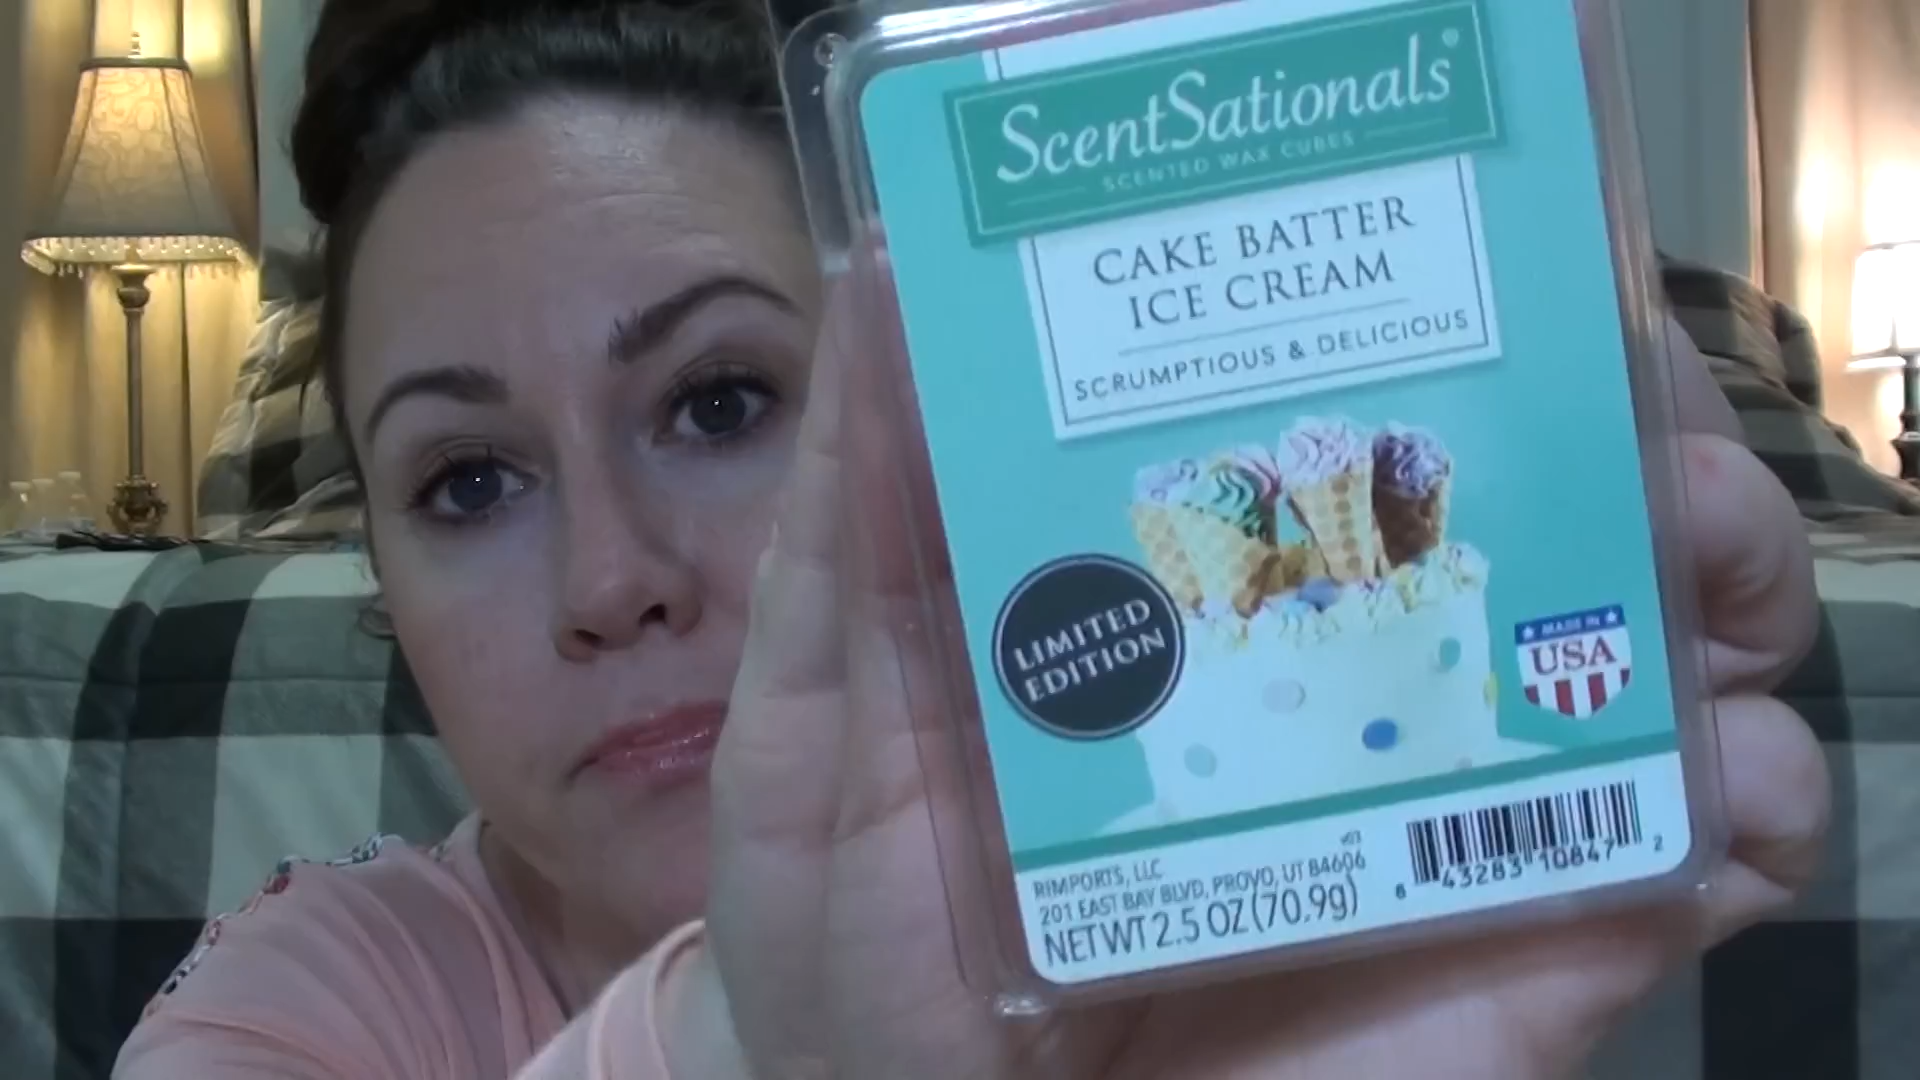 ScentSationals®
SCENTED WAX CUBES
CAKE BATTER
ICE CREAM
SCRUMPTIOUS & DELICIOUS
LIMITED
EDITION
MADE IN
USA
v03
RIMPORTS, LLC
201 EAST BAY BLVD, PROVO, UT 84606
NET WT 2.5 OZ (70.9g)
8 43283 10847 2